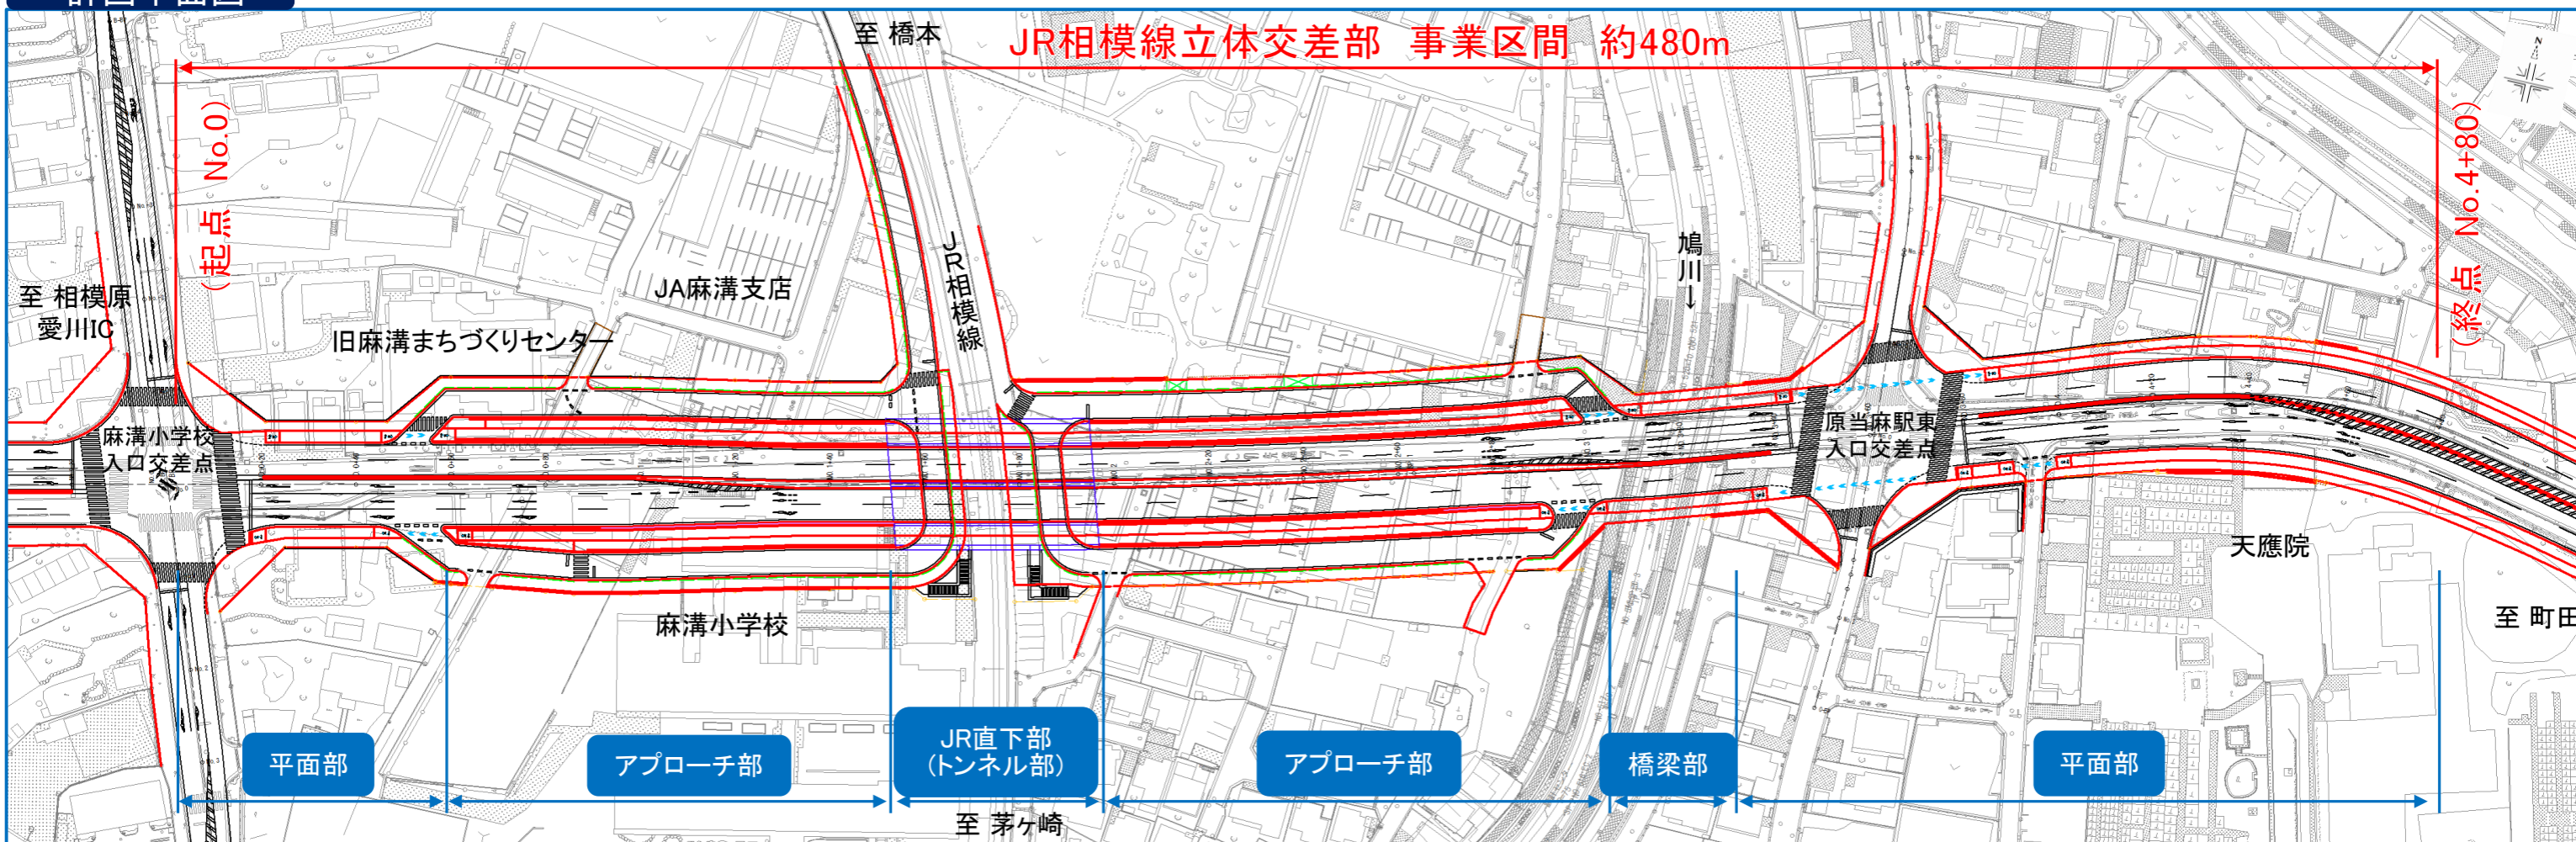 計画平面図
至 橋本
JR相模線立体交差部 事業区間 約480m
(起点 No.0)
(終点 No.4+80)
至 相模原
愛川IC
旧麻溝まちづくりセンター
JA麻溝支店
JR相模線
鳩川→
麻溝小学校
入口交差点
原当麻駅東
入口交差点
天應院
麻溝小学校
至 町田
平面部
アプローチ部
JR直下部
(トンネル部)
アプローチ部
橋梁部
平面部
至 茅ヶ崎